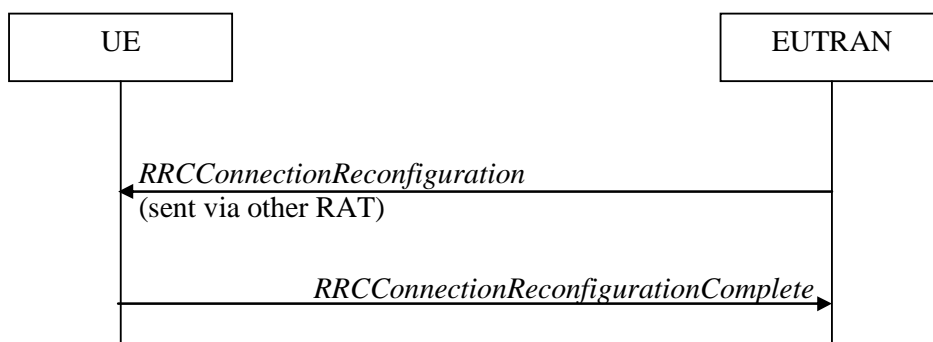 UE
EUTRAN
RRCConnectionReconfiguration
(sent via other RAT)
RRCConnectionReconfigurationComplete